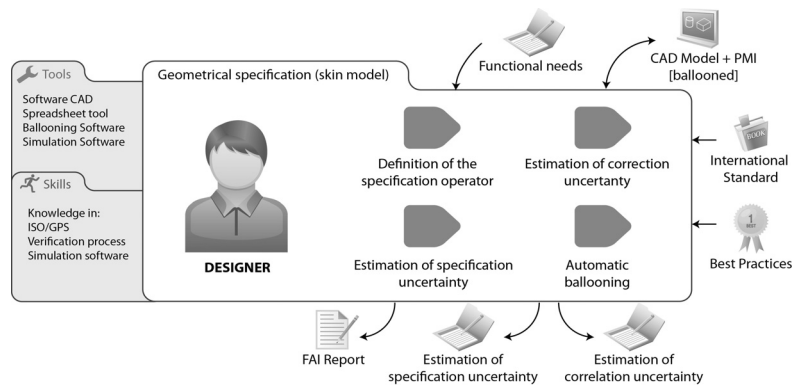 Tools
Software CAD
Spreadsheet tool
Ballooning Software
Simulation Software
Skills
Knowledge in:
ISO/GPS
Verification process
Simulation software
Geometrical specification (skin model)
DESIGNER
Definition of the
specification operator
Estimation of correction
uncertanty
Estimation of specification
uncertainty
Automatic
ballooning
Functional needs
CAD Model + PMI
[ballooned]
BOOK
International
Standard
1
BEST
Best Practices
FAI Report
Estimation of
specification uncertainty
Estimation of
correlation uncertainty